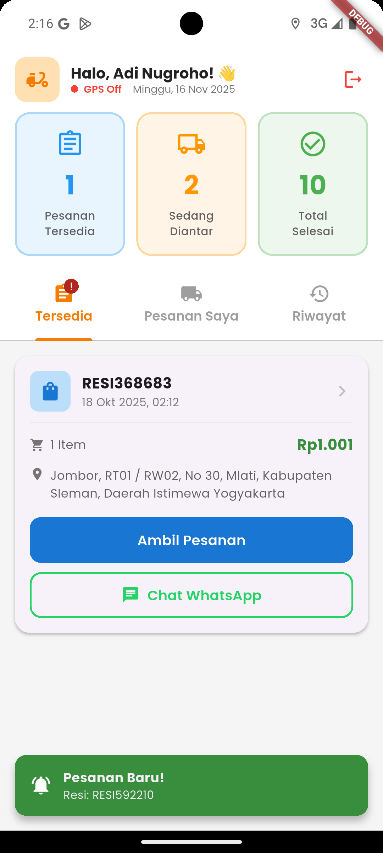 2:16
3G
DEBUG
Halo, Adi Nugroho! 👋
GPS Off Minggu, 16 Nov 2025
1
Pesanan
Tersedia
2
Sedang
Diantar
10
Total
Selesai
!
Tersedia
Pesanan Saya
Riwayat
RESI368683
18 Okt 2025, 02:12
1 Item
Rp1.001
Jombor, RT01 / RW02, No 30, Mlati, Kabupaten
Sleman, Daerah Istimewa Yogyakarta
Ambil Pesanan
Chat WhatsApp
Pesanan Baru!
Resi: RESI592210